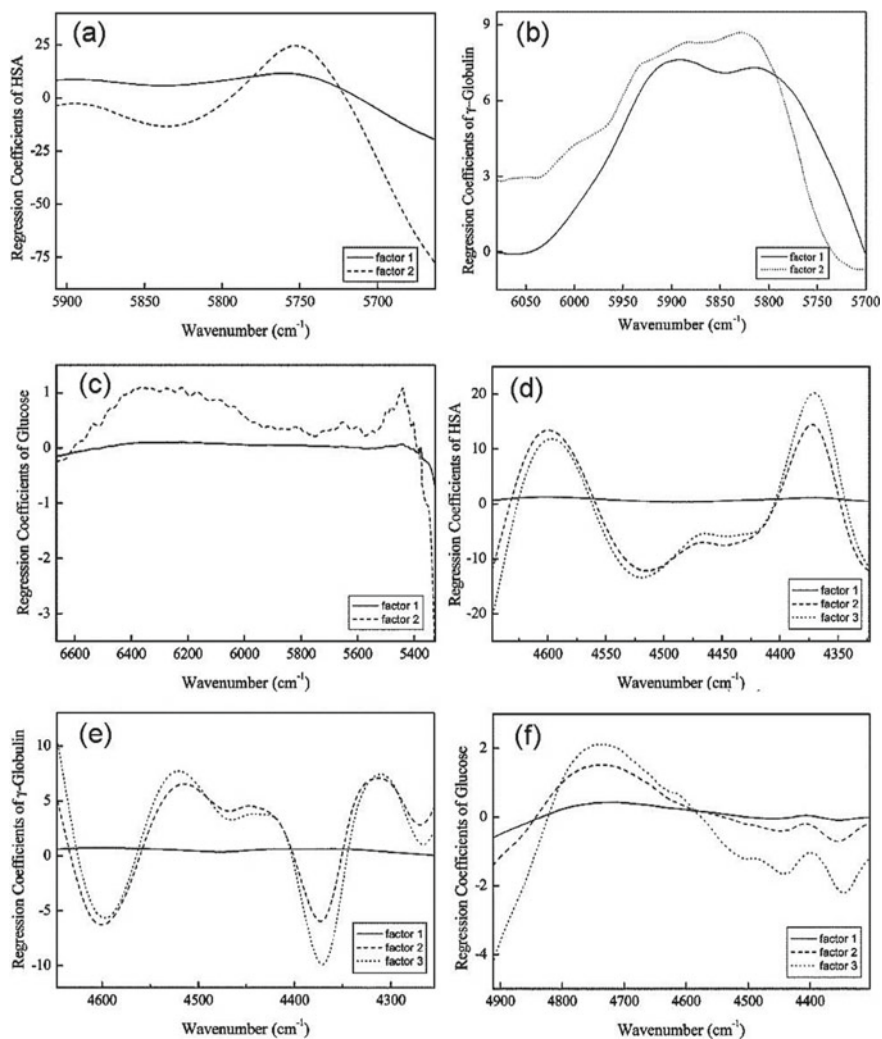 (a)
Regression Coefficients of HSA
25
0
-25
-50
-75
factor 1
factor 2
5900
5850
5800
5750
5700
Wavenumber (cm⁻¹)
(b)
Regression Coefficients of γ-Globulin
9
6
3
0
factor 1
factor 2
6050
6000
5950
5900
5850
5800
5750
5700
Wavenumber (cm⁻¹)
(c)
Regression Coefficients of Glucose
1
0
-1
-2
-3
factor 1
factor 2
6600
6400
6200
6000
5800
5600
5400
Wavenumber (cm⁻¹)
(d)
Regression Coefficients of HSA
20
10
0
-10
-20
factor 1
factor 2
factor 3
4600
4550
4500
4450
4400
4350
Wavenumber (cm⁻¹)
(e)
Regression Coefficients of γ-Globulin
10
5
0
-5
-10
factor 1
factor 2
factor 3
4600
4500
4400
4300
Wavenumber (cm⁻¹)
(f)
Regression Coefficients of Glucose
2
0
-2
-4
factor 1
factor 2
factor 3
4900
4800
4700
4600
4500
4400
Wavenumber (cm⁻¹)